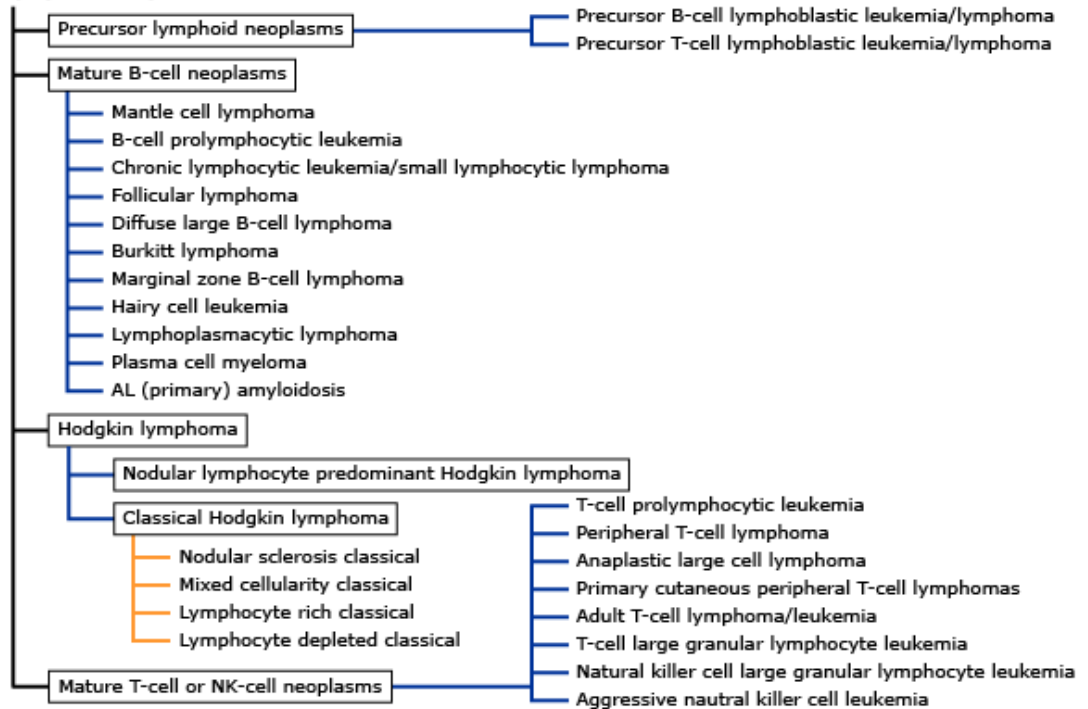 Precursor lymphoid neoplasms
Precursor B-cell lymphoblastic leukemia/lymphoma
Precursor T-cell lymphoblastic leukemia/lymphoma
Mature B-cell neoplasms
Mantle cell lymphoma
B-cell prolymphocytic leukemia
Chronic lymphocytic leukemia/small lymphocytic lymphoma
Follicular lymphoma
Diffuse large B-cell lymphoma
Burkitt lymphoma
Marginal zone B-cell lymphoma
Hairy cell leukemia
Lymphoplasmacytic lymphoma
Plasma cell myeloma
AL (primary) amyloidosis
Hodgkin lymphoma
Nodular lymphocyte predominant Hodgkin lymphoma
Classical Hodgkin lymphoma
Nodular sclerosis classical
Mixed cellularity classical
Lymphocyte rich classical
Lymphocyte depleted classical
Mature T-cell or NK-cell neoplasms
T-cell prolymphocytic leukemia
Peripheral T-cell lymphoma
Anaplastic large cell lymphoma
Primary cutaneous peripheral T-cell lymphomas
Adult T-cell lymphoma/leukemia
T-cell large granular lymphocyte leukemia
Natural killer cell large granular lymphocyte leukemia
Aggressive nautral killer cell leukemia